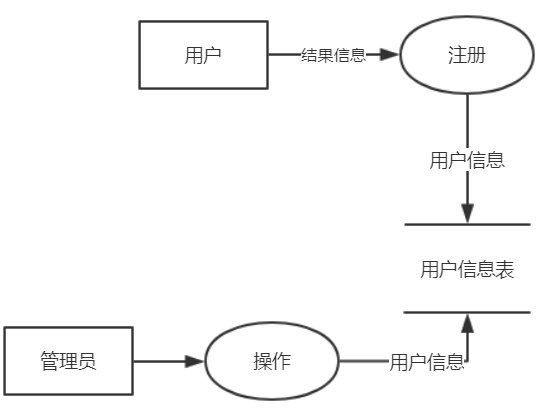 用户
结果信息
注册
用户信息
用户信息表
管理员
操作
用户信息